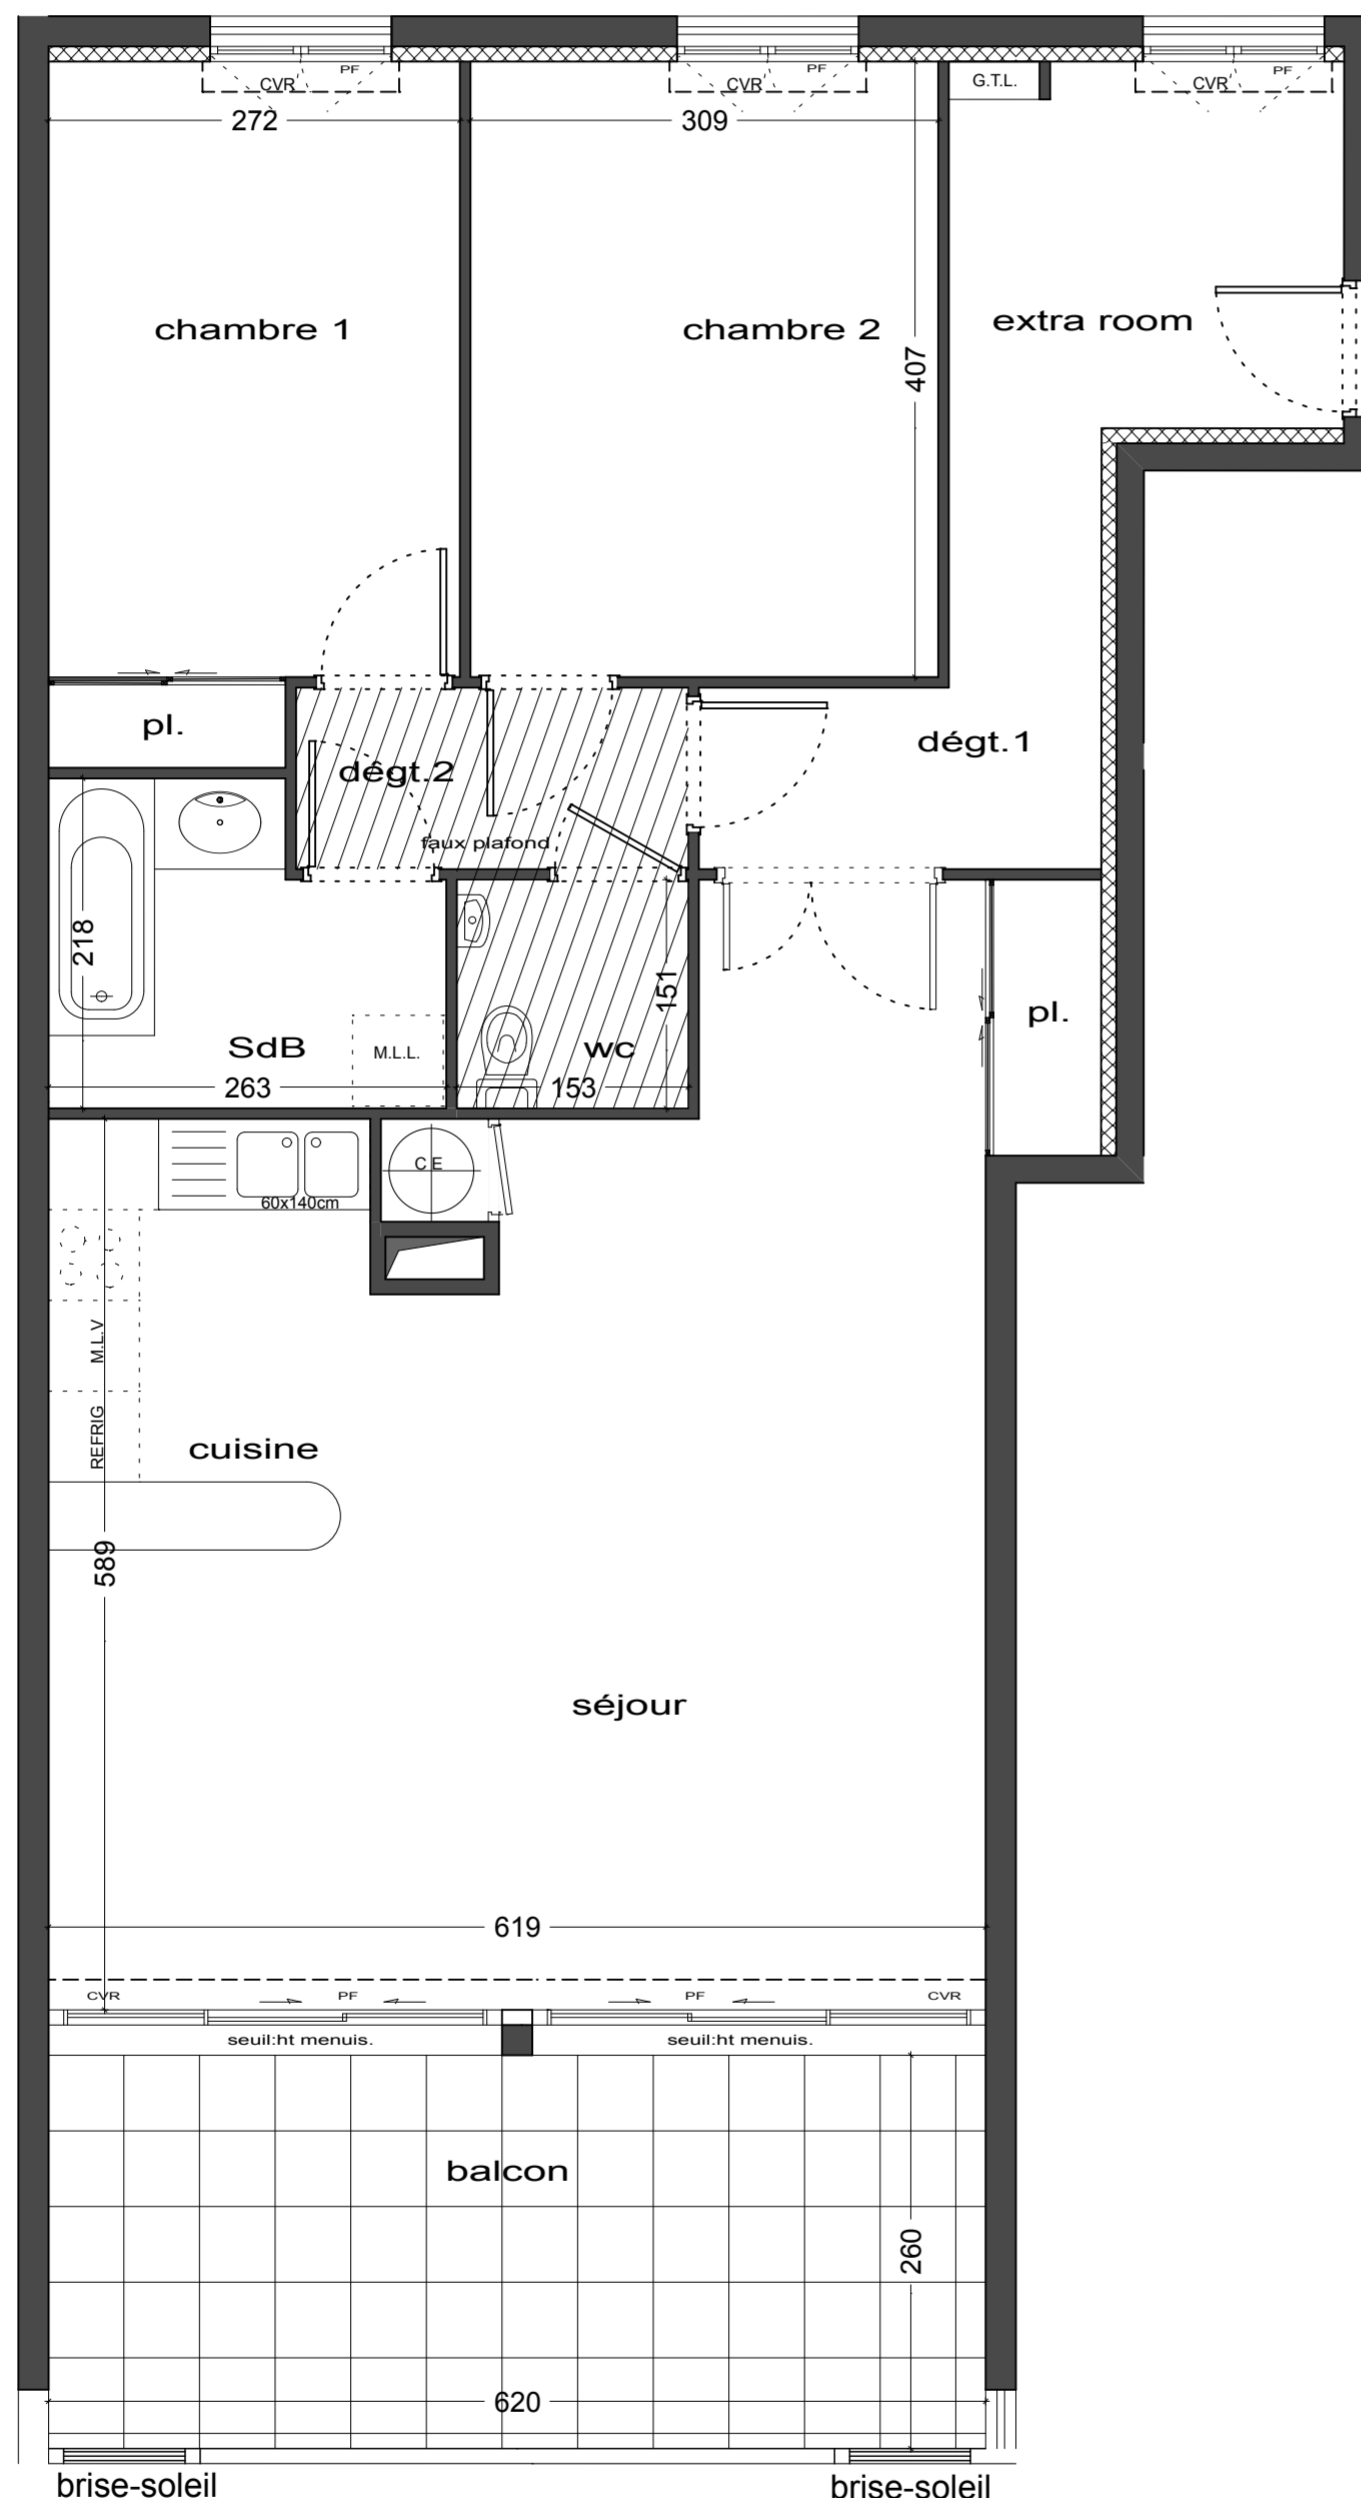 CVR
PF
CVR
PF
G.T.L.
CVR
PF
272
309
chambre 1
chambre 2
extra room
407
pl.
dégt.2
dégt.1
faux plafond
218
151
pl.
SdB
M.L.L.
wc
263
153
C E
60x140cm
M.L.V
REFRIG
cuisine
589
séjour
619
CVR
PF
PF
CVR
seuil:ht menuis.
seuil:ht menuis.
balcon
260
620
brise-soleil
brise-soleil